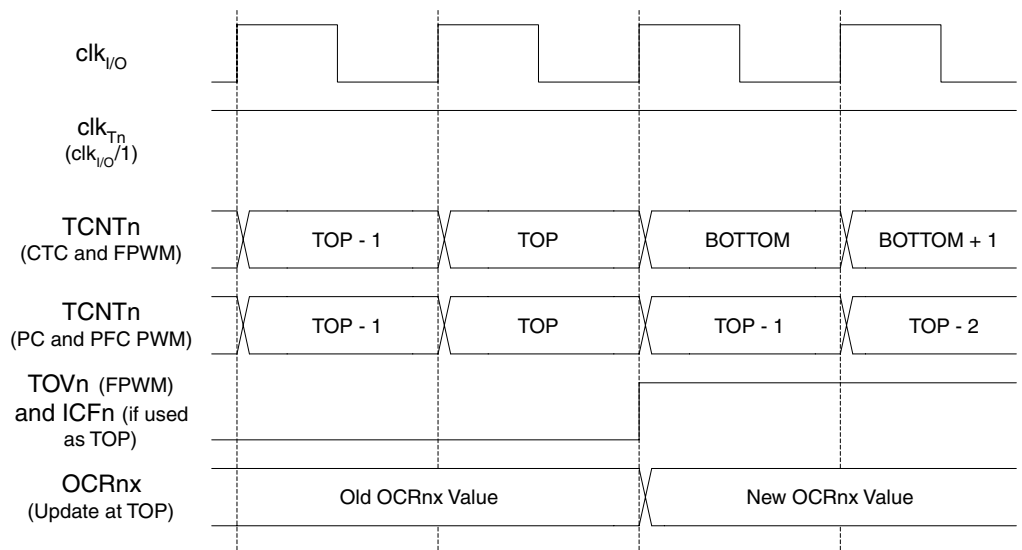 clkI/O
clkTn
(clkI/O/1)
TCNTn
(CTC and FPWM)
TOP - 1
TOP
BOTTOM
BOTTOM + 1
TCNTn
(PC and PFC PWM)
TOP - 1
TOP
TOP - 1
TOP - 2
TOVn (FPWM)
and ICFn (if used
as TOP)
OCRnx
(Update at TOP)
Old OCRnx Value
New OCRnx Value